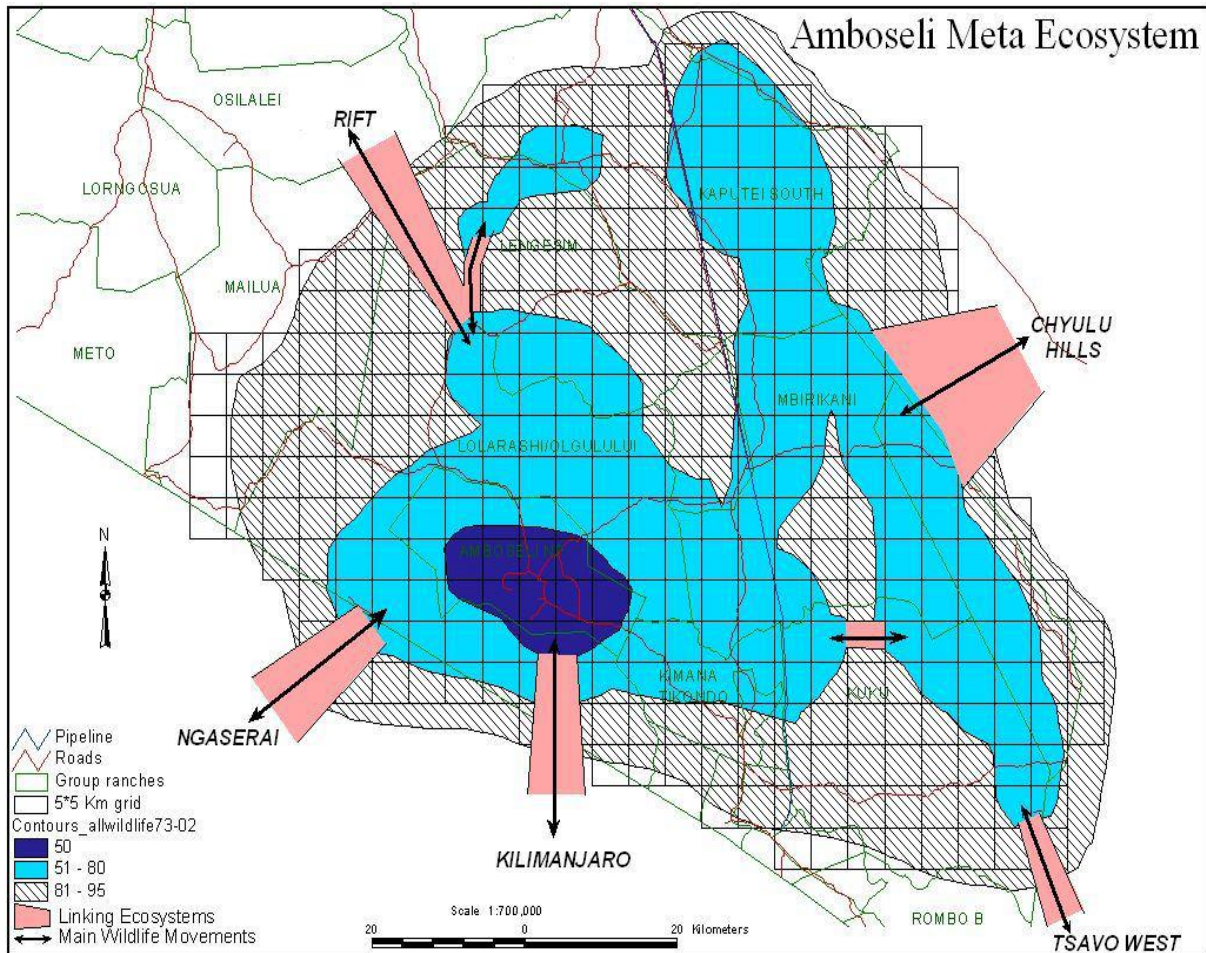 Amboseli Meta Ecosystem
OSILALEI
RIFT
LORNGOSUA
KAPUTEI SOUTH
LENGESIM
MAILUA
CHYULU
HILLS
METO
MBIRIKANI
LOLARASHI/OLGULULUI
N
AMBOSELI NP
KIMANA
TIKONDO
KUKU
NGASERAI
KILIMANJARO
Pipeline
Roads
Group ranches
5*5 Km grid
Contours_allwildlife73-02
50
51 - 80
81 - 95
Linking Ecosystems
Main Wildlife Movements
Scale 1:700,000
20 0 20 Kilometers
ROMBO B
TSAVO WEST